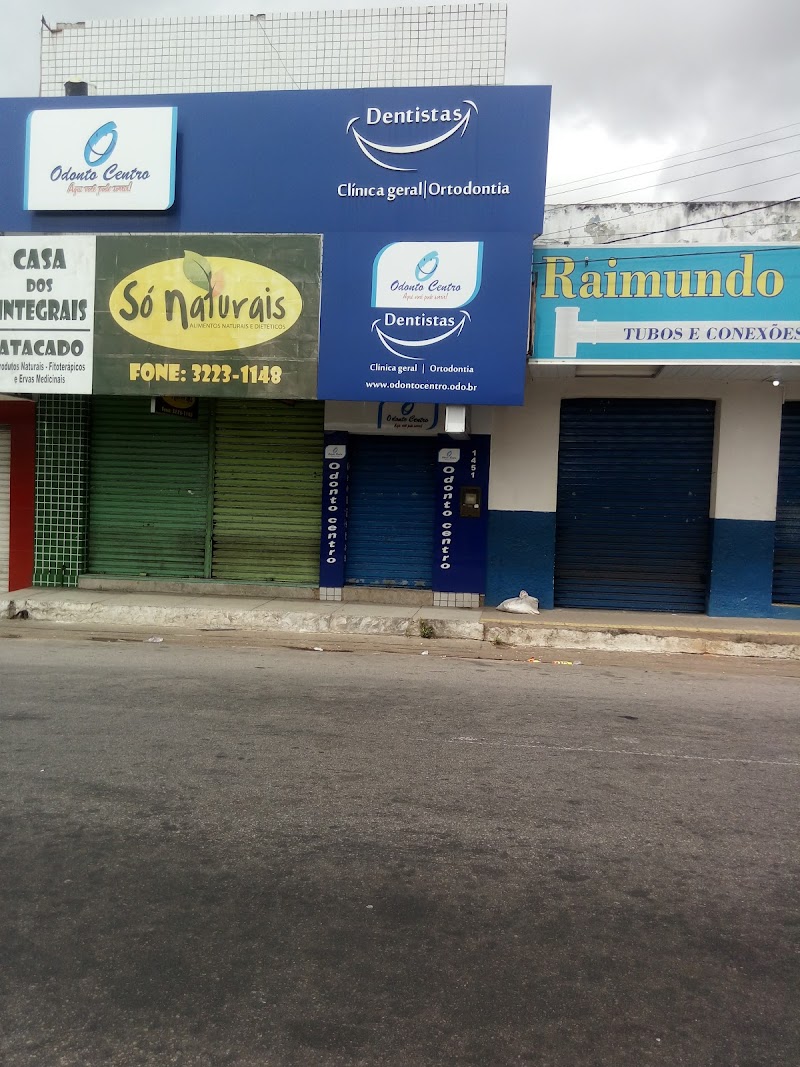 Odonto Centro
Aqui você pode sorrir!
Dentistas
Clínica geral|Ortodontia
CASA
DOS
INTEGRAIS
ATACADO
Produtos Naturais - Fitoterápicos
e Ervas Medicinais
Só naturais
ALIMENTOS NATURAIS E DIETÉTICOS
FONE: 3223-1148
Odonto Centro
Aqui você pode sorrir!
Dentistas
Clínica geral | Ortodontia
www.odontocentro.odo.br
Raimundo
TUBOS E CONEXÕES
Odonto Centro
Odonto centro
Odonto centro
1451